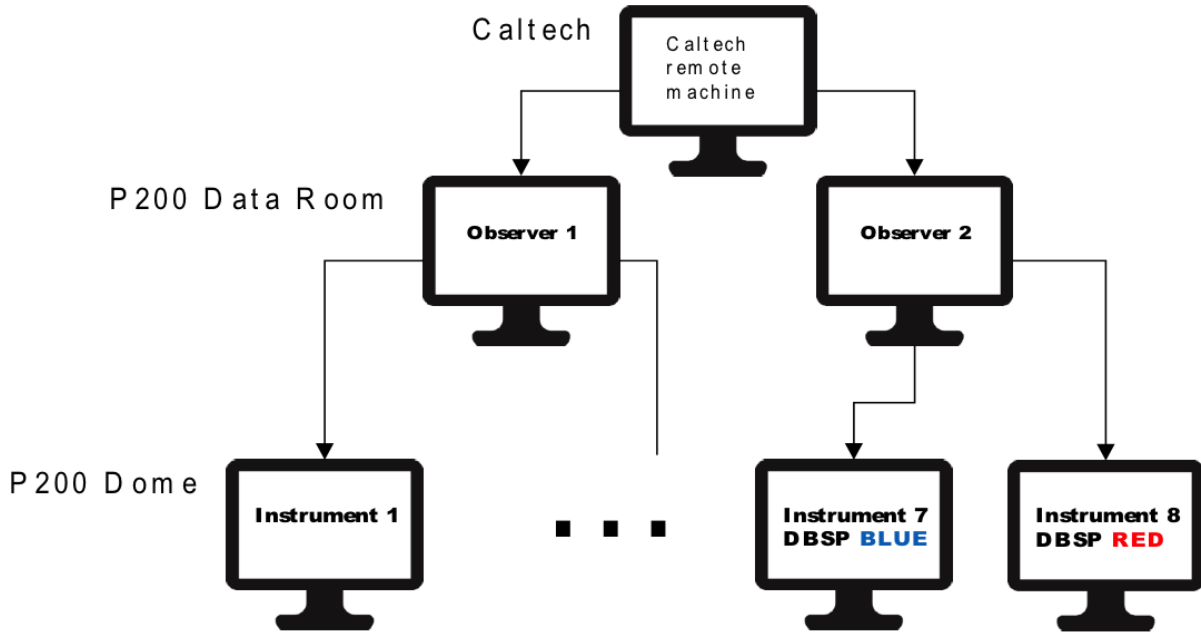 Caltech
Caltech
remote
machine
P200 Data Room
Observer 1
Observer 2
P200 Dome
Instrument 1
...
Instrument 7
DBSP BLUE
Instrument 8
DBSP RED